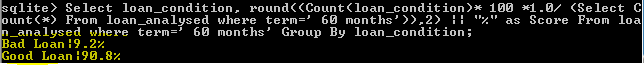 sqlite> Select loan_condition, round((Count(loan_condition)* 100 *1.0/ (Select C
ount(*) From loan_analysed where term=' 60 months')),2) || "%" as Score From loa
n_analysed where term=' 60 months' Group By loan_condition;
Bad Loan|9.2%
Good Loan|90.8%